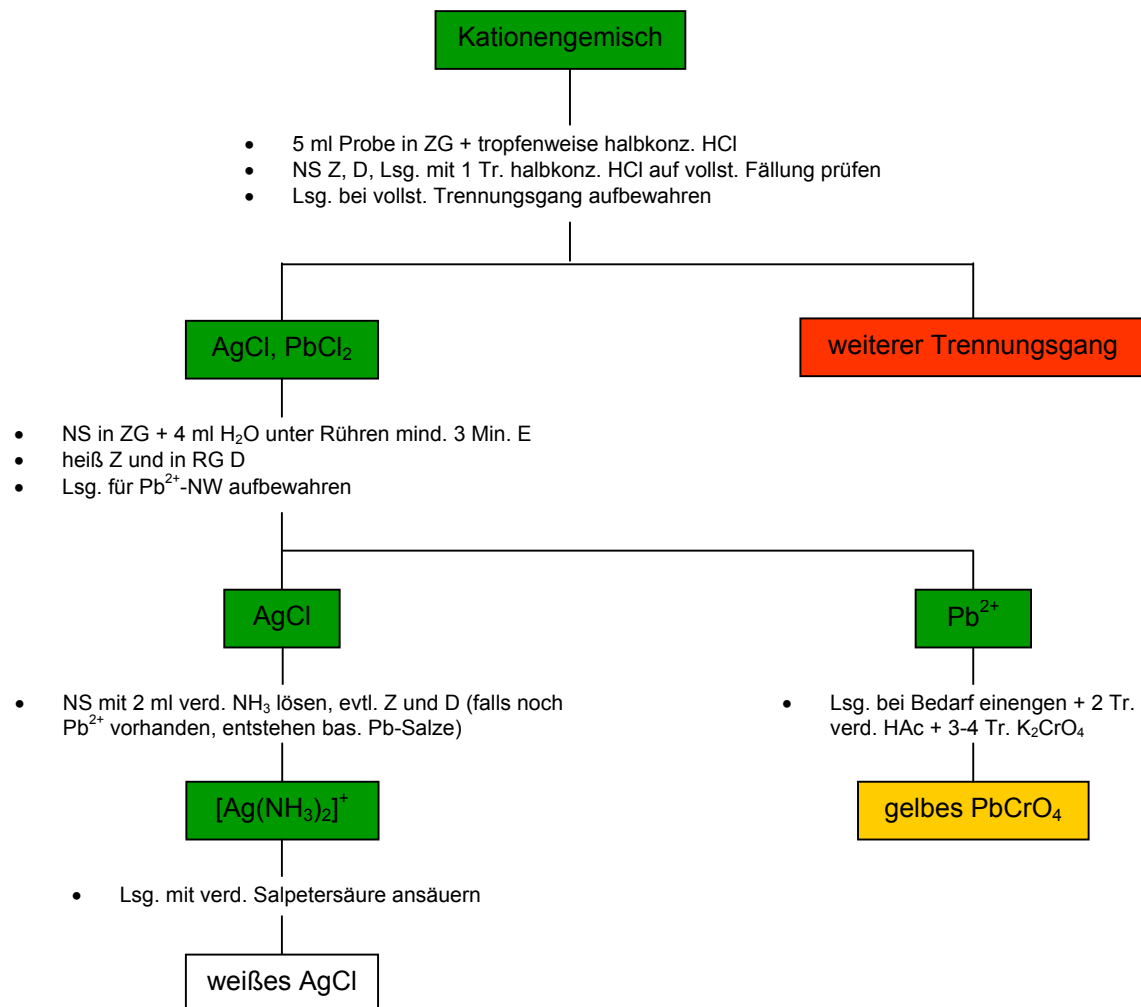 Kationengemisch
• 5 ml Probe in ZG + tropfenweise halbkonz. HCl
• NS Z, D, Lsg. mit 1 Tr. halbkonz. HCl auf vollst. Fällung prüfen
• Lsg. bei vollst. Trennungsgang aufbewahren
AgCl, PbCl₂
weiterer Trennungsgang
• NS in ZG + 4 ml H₂O unter Rühren mind. 3 Min. E
• heiß Z und in RG D
• Lsg. für Pb²⁺-NW aufbewahren
AgCl
Pb²⁺
• NS mit 2 ml verd. NH₃ lösen, evtl. Z und D (falls noch
Pb²⁺ vorhanden, entstehen bas. Pb-Salze)
• Lsg. bei Bedarf einengen + 2 Tr.
verd. HAc + 3-4 Tr. K₂CrO₄
[Ag(NH₃)₂]⁺
gelbes PbCrO₄
• Lsg. mit verd. Salpetersäure ansäuern
weißes AgCl